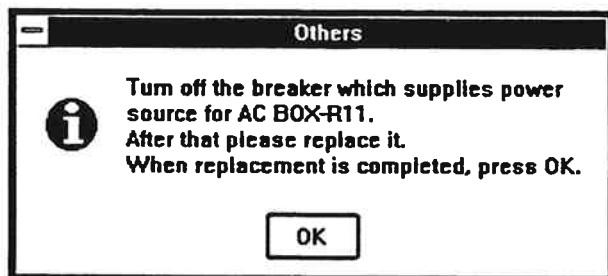 Others
Turn off the breaker which supplies power
source for AC BOX-R11.
After that please replace it.
When replacement is completed, press OK.
OK